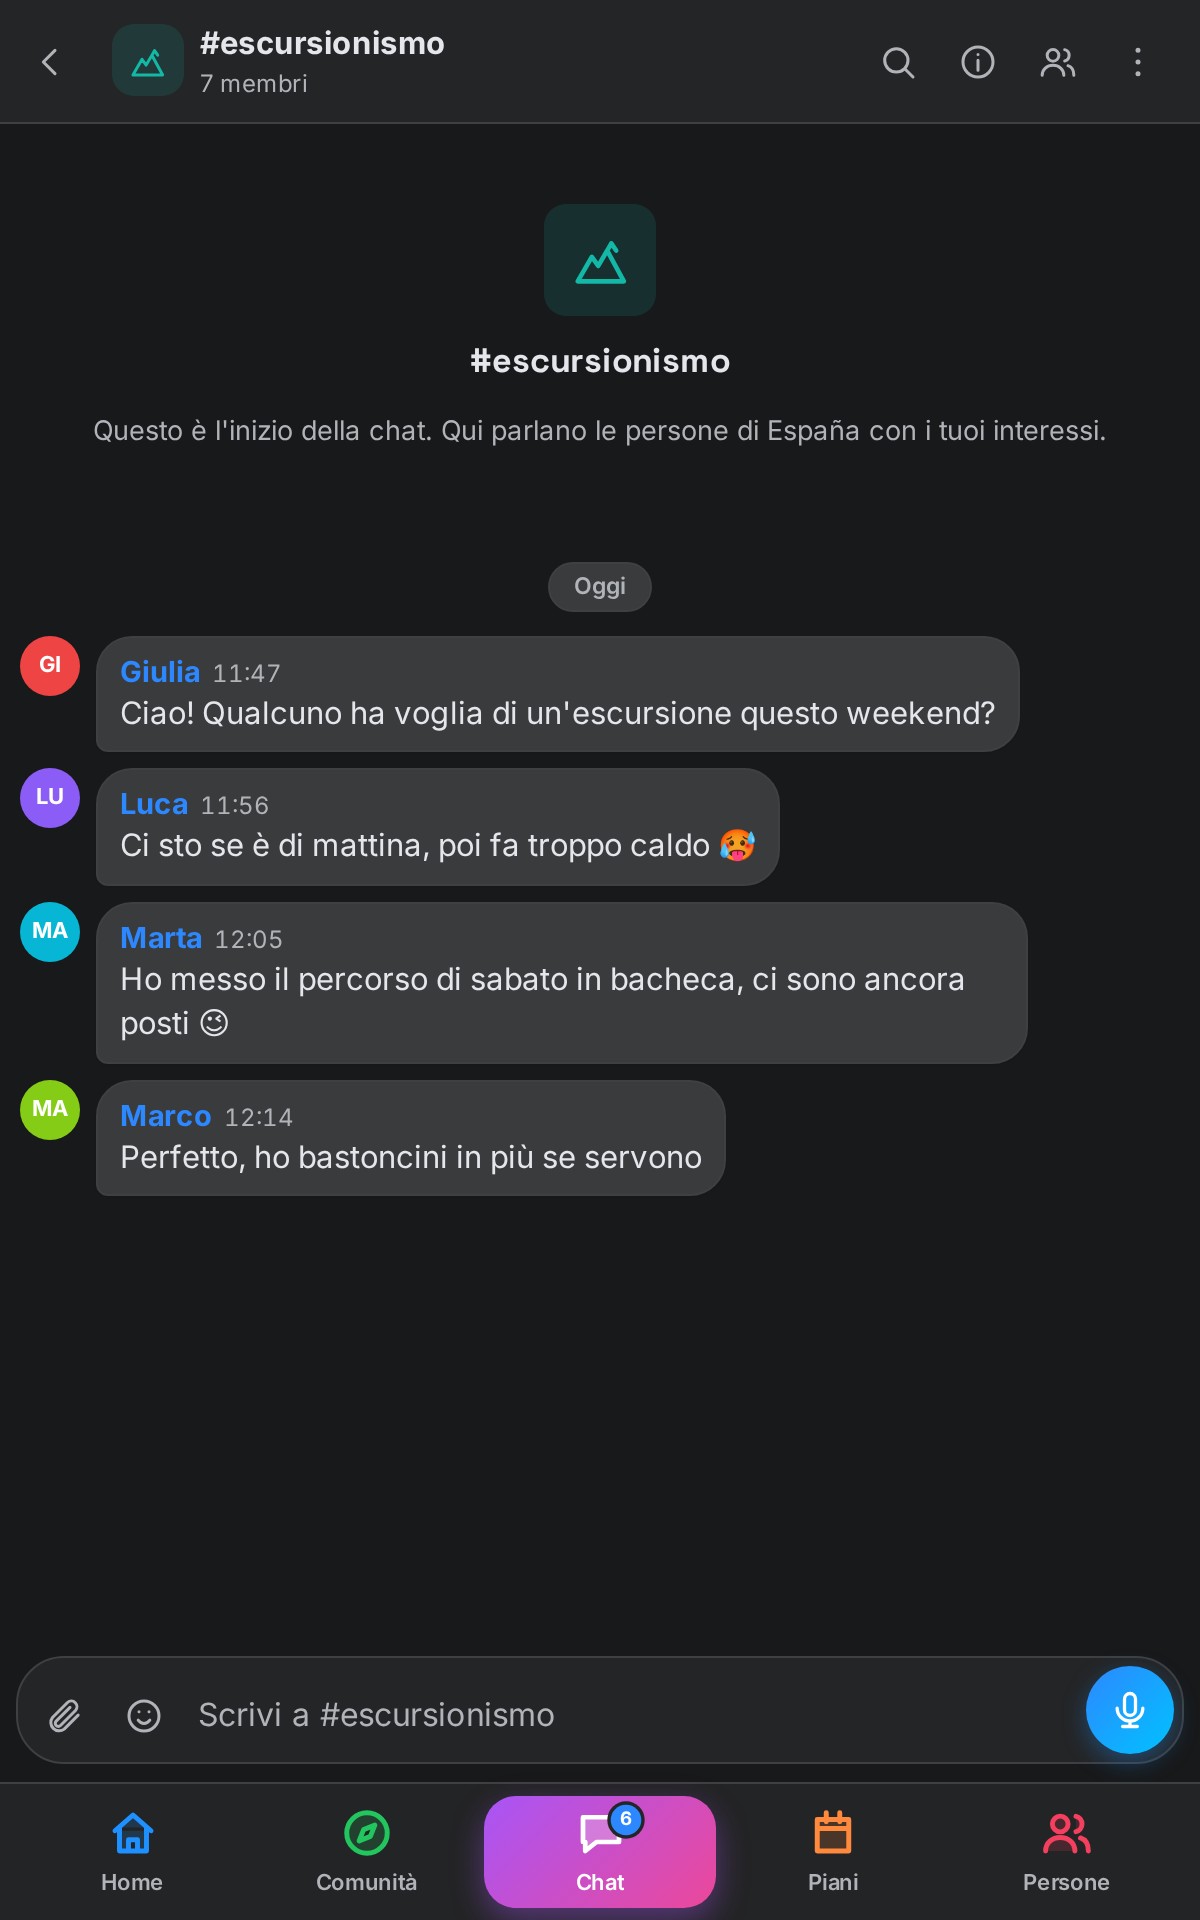 #escursionismo
7 membri
#escursionismo
Questo è l'inizio della chat. Qui parlano le persone di España con i tuoi interessi.
Oggi
GI
Giulia 11:47
Ciao! Qualcuno ha voglia di un'escursione questo weekend?
LU
Luca 11:56
Ci sto se è di mattina, poi fa troppo caldo 🥵
MA
Marta 12:05
Ho messo il percorso di sabato in bacheca, ci sono ancora
posti 😉
MA
Marco 12:14
Perfetto, ho bastoncini in più se servono
Scrivi a #escursionismo
6
Home Comunità Chat Piani Persone